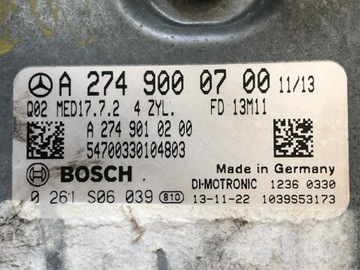 A 274 900 07 00 11/13
Q02 MED17.7.2 4 ZYL. FD 13M11
A 274 901 02 00
54700330104803
Made in Germany
BOSCH DI-MOTRONIC 1236 0330
0 261 S06 039 810 13-11-22 1039S53173